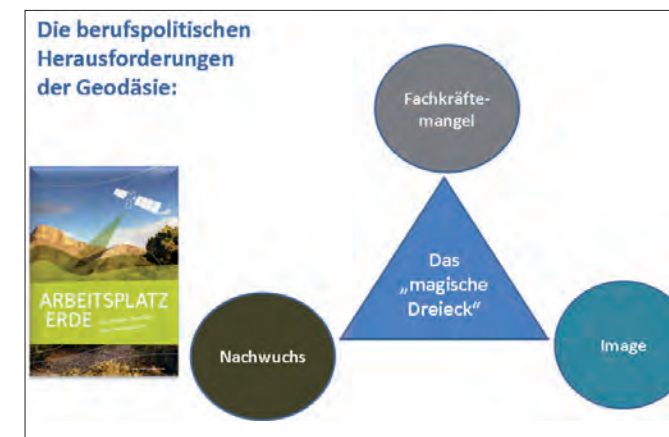 Die berufspolitischen
Herausforderungen
der Geodäsie:
Fachkräfte-
mangel
Das
„magische
Dreieck“
ARBEITSPLATZ
ERDE
Nachwuchs
Image